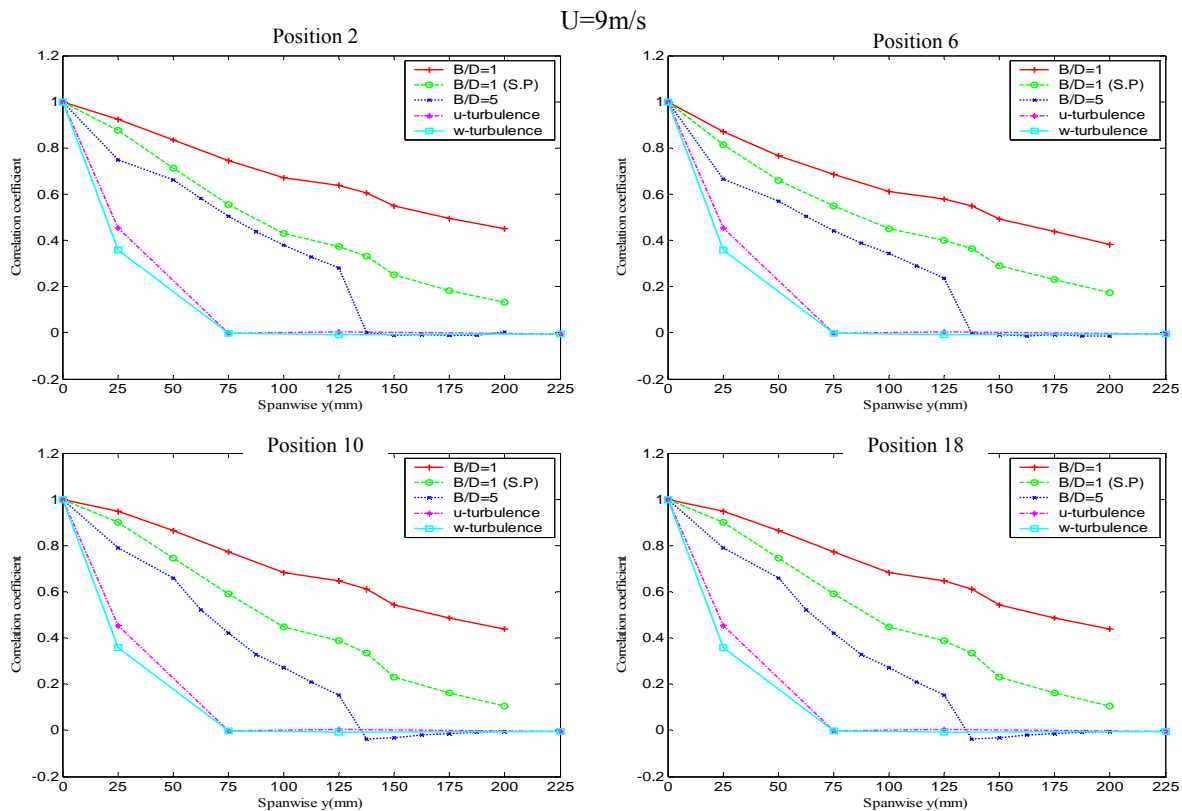 U=9m/s
Position 2
1.2
1
0.8
0.6
0.4
0.2
0
-0.2
Correlation coefficient
B/D=1
B/D=1 (S.P)
B/D=5
u-turbulence
w-turbulence
0 25 50 75 100 125 150 175 200 225
Spanwise y(mm)
Position 6
1.2
1
0.8
0.6
0.4
0.2
0
-0.2
Correlation coefficient
B/D=1
B/D=1 (S.P)
B/D=5
u-turbulence
w-turbulence
0 25 50 75 100 125 150 175 200 225
Spanwise y(mm)
Position 10
1.2
1
0.8
0.6
0.4
0.2
0
-0.2
Correlation coefficient
B/D=1
B/D=1 (S.P)
B/D=5
u-turbulence
w-turbulence
0 25 50 75 100 125 150 175 200 225
Spanwise y(mm)
Position 18
1.2
1
0.8
0.6
0.4
0.2
0
-0.2
Correlation coefficient
B/D=1
B/D=1 (S.P)
B/D=5
u-turbulence
w-turbulence
0 25 50 75 100 125 150 175 200 225
Spanwise y(mm)